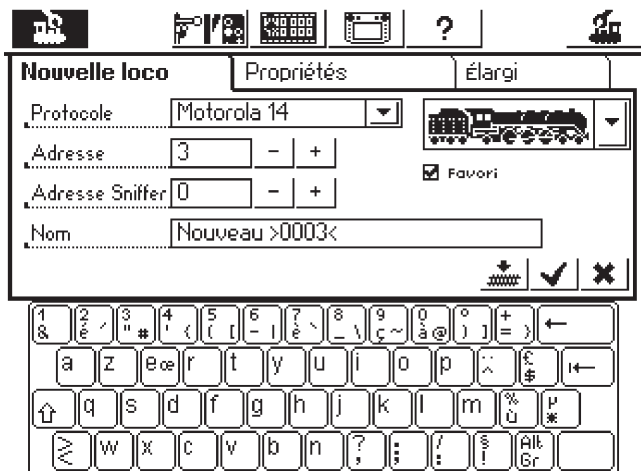 ?
Nouvelle loco Propriétés Élargi
Protocole Motorola 14
Adresse 3 - +
Favori
Adresse Sniffer 0 - +
Nom Nouveau >0003<
1 & 2 é ´ 3 " # 4 ' { 5 ( [ 6 - | 7 è ` 8 _ \ 9 ç ~ 0 à @ ° ) ] + = } ←
a z e œ r t y u i o p ¨ ^ £ $
q s d f g h j k l m % ù µ *
> < w x c v b n ? , . ; / : § ! Alt Gr